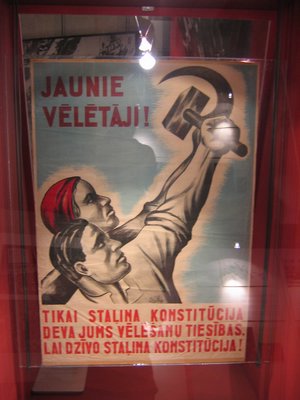 JAUNIE
VĒLĒTĀJI!
TIKAI STAĻINA KONSTITŪCIJA
DEVA JUMS VĒLĒŠANU TIESĪBAS.
LAI DZĪVO STAĻINA KONSTITŪCIJA!